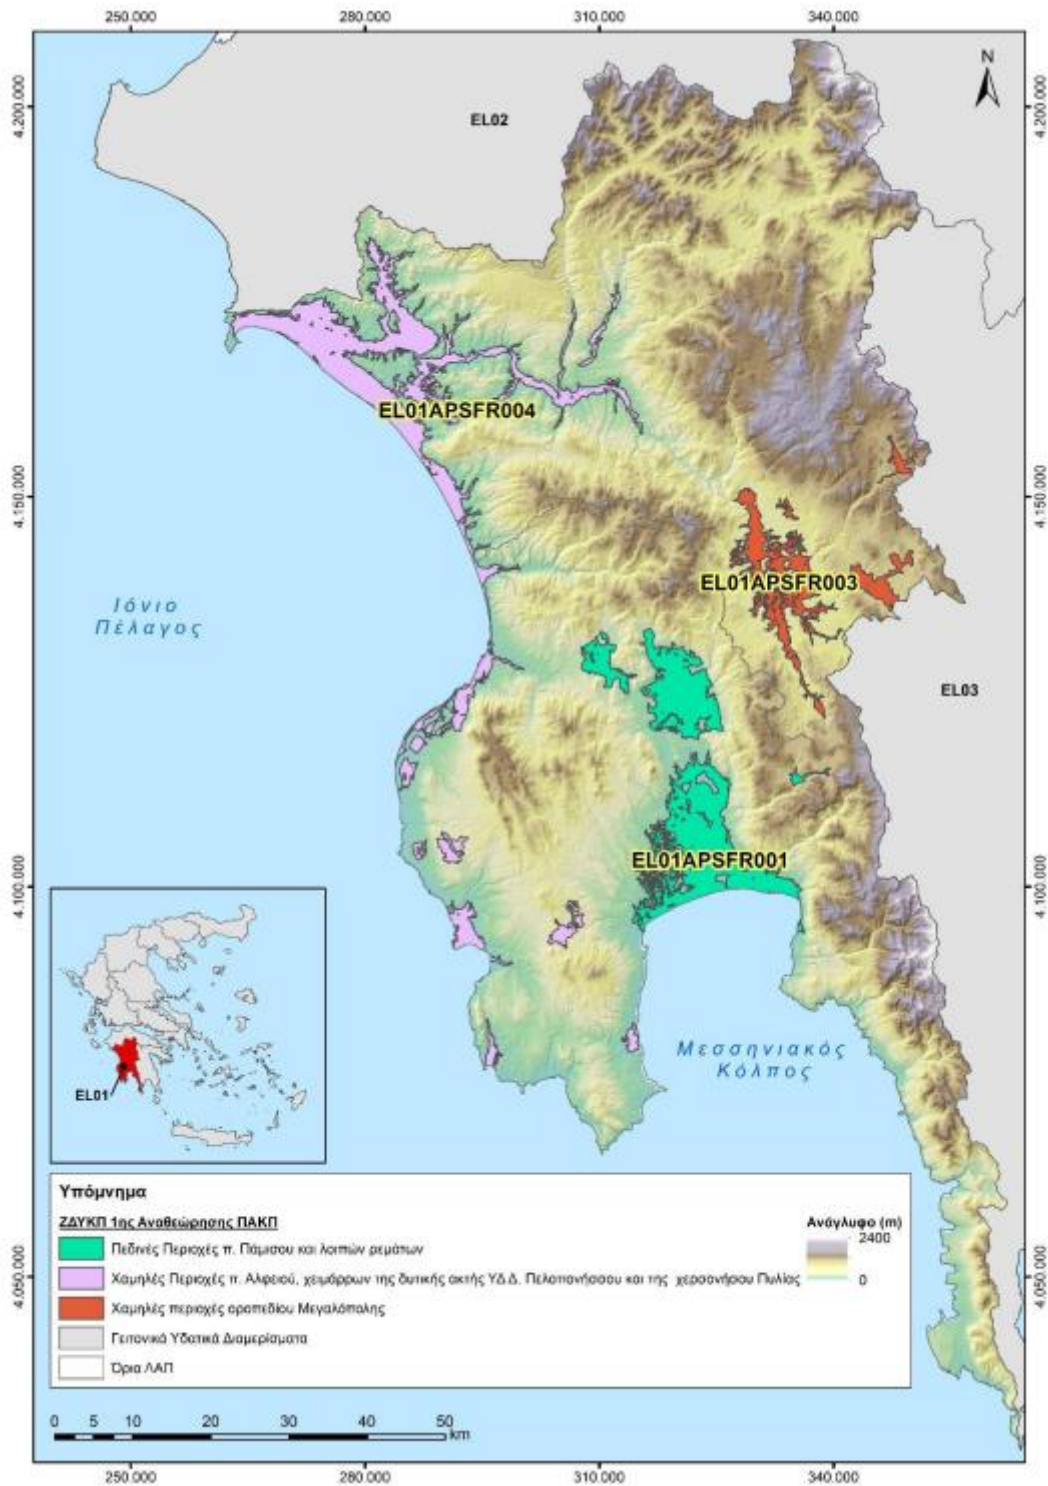 250.000 280.000 310.000 340.000
4.200.000 4.200.000
N
EL02
EL01APSFR004
4.150.000 4.150.000
EL01APSFR003
Ιόνιο
Πέλαγος
EL03
EL01APSFR001
4.100.000 4.100.000
Μεσσηνιακός
Κόλπος
EL01
Υπόμνημα
ΖΔΥΚΠ 1ης Αναθεώρησης ΠΑΚΠ
Πεδινές Περιοχές π. Πάμισου και λοιπών ρεμάτων
Χαμηλές Περιοχές π. Αλφειού, χειμάρρων της δυτικής ακτής ΥΔ Δ. Πελοποννήσου και της χερσονήσου Πυλίας
Χαμηλές περιοχές οροπεδίου Μεγαλόπολης
Γειτονικά Υδατικά Διαμερίσματα
Όρια ΛΑΠ
Ανάγλυφο (m)
2400
0
4.050.000 4.050.000
0 5 10 20 30 40 50
km
250.000 280.000 310.000 340.000